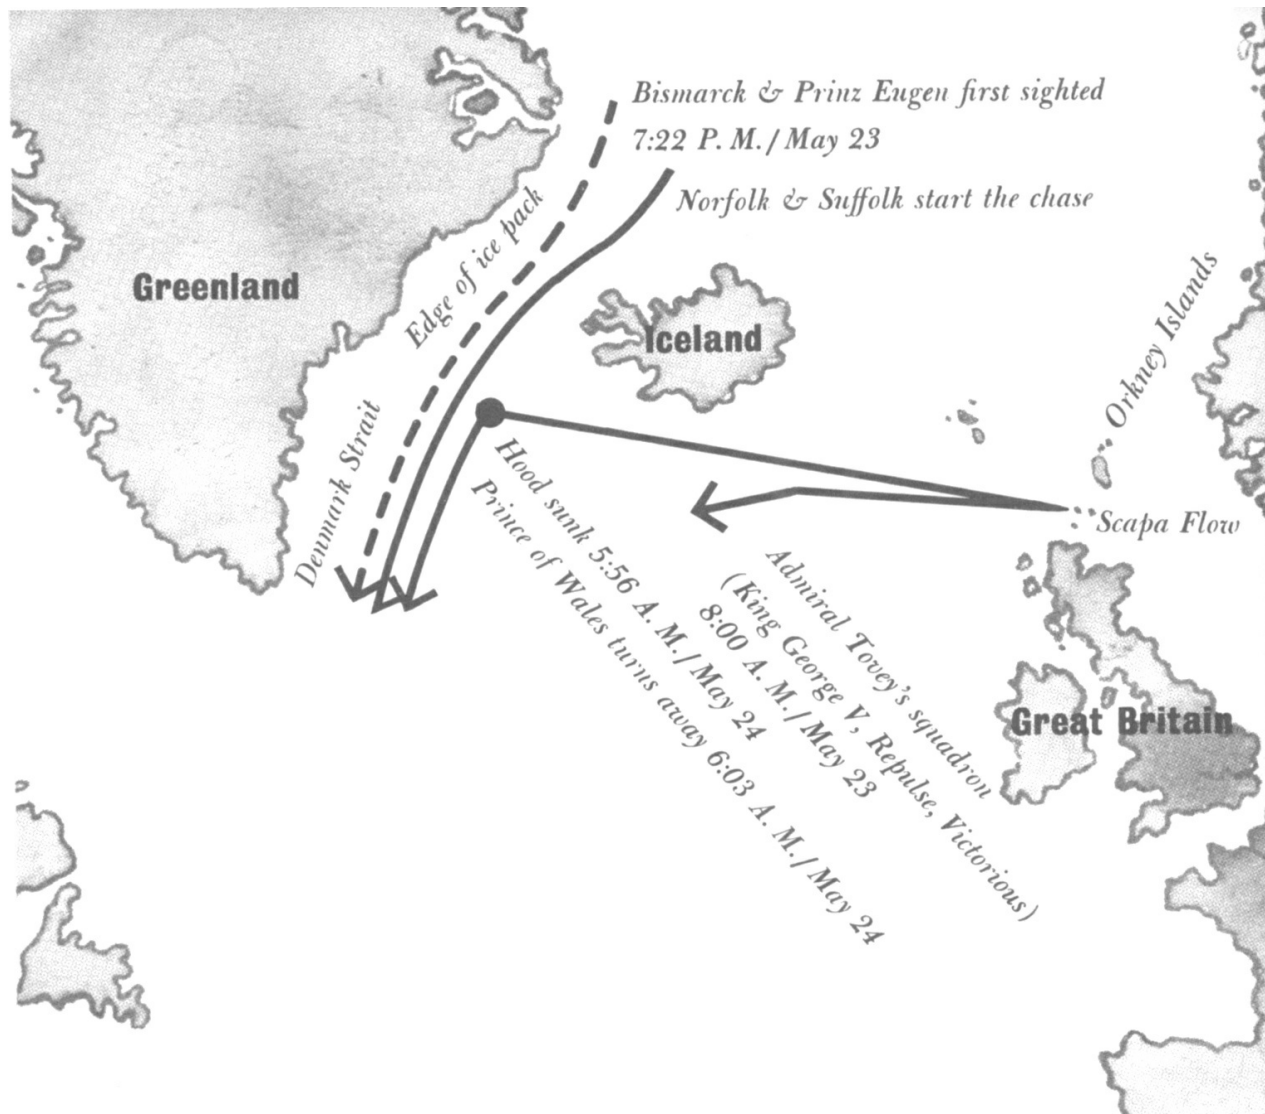 Bismarck & Prinz Eugen first sighted
7:22 P. M. / May 23
Norfolk & Suffolk start the chase
Edge of ice pack
Greenland
Iceland
Orkney Islands
Denmark Strait
Scapa Flow
Hood sunk 5:56 A. M. / May 24
Prince of Wales turns away 6:03 A. M. / May 24
Admiral Tovey's squadron
(King George V, Repulse, Victorious)
8:00 A. M. / May 23
Great Britain